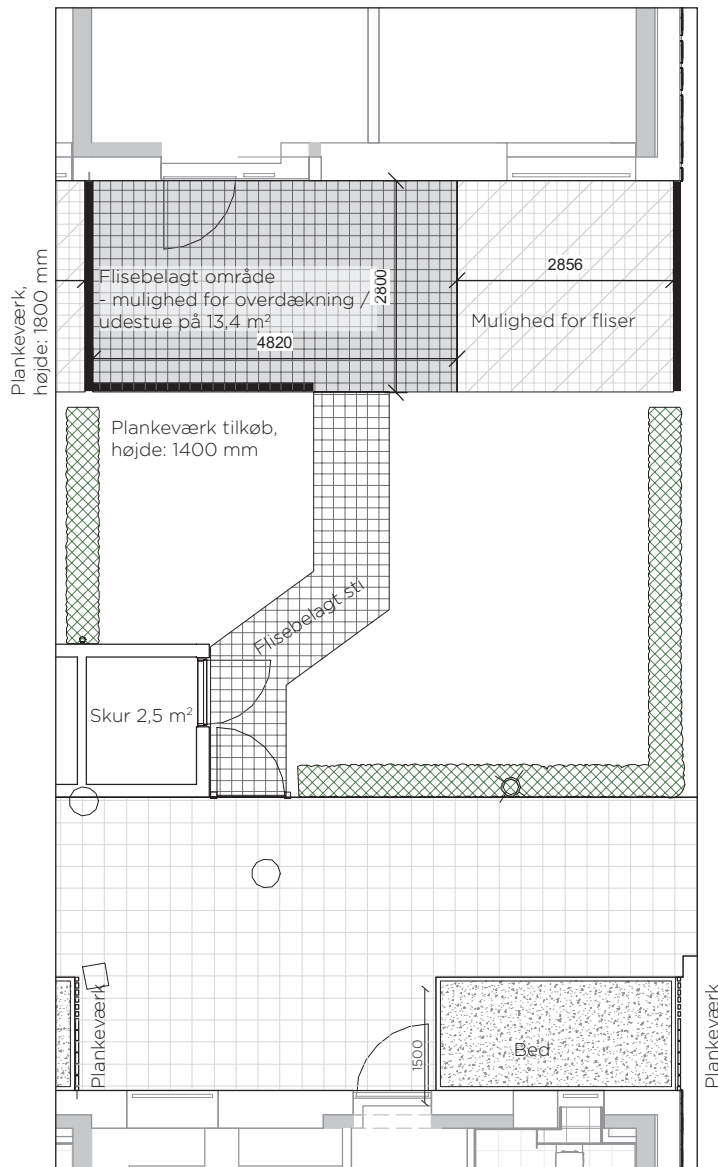 Plankeværk,
højde: 1800 mm
Flisebelagt område
- mulighed for overdækning /
udestue på 13,4 m²
2800
4820
2856
Mulighed for fliser
Plankeværk tilkøb,
højde: 1400 mm
Flisebelagt sti
Skur 2,5 m²
Plankeværk
1500
Bed
Plankeværk